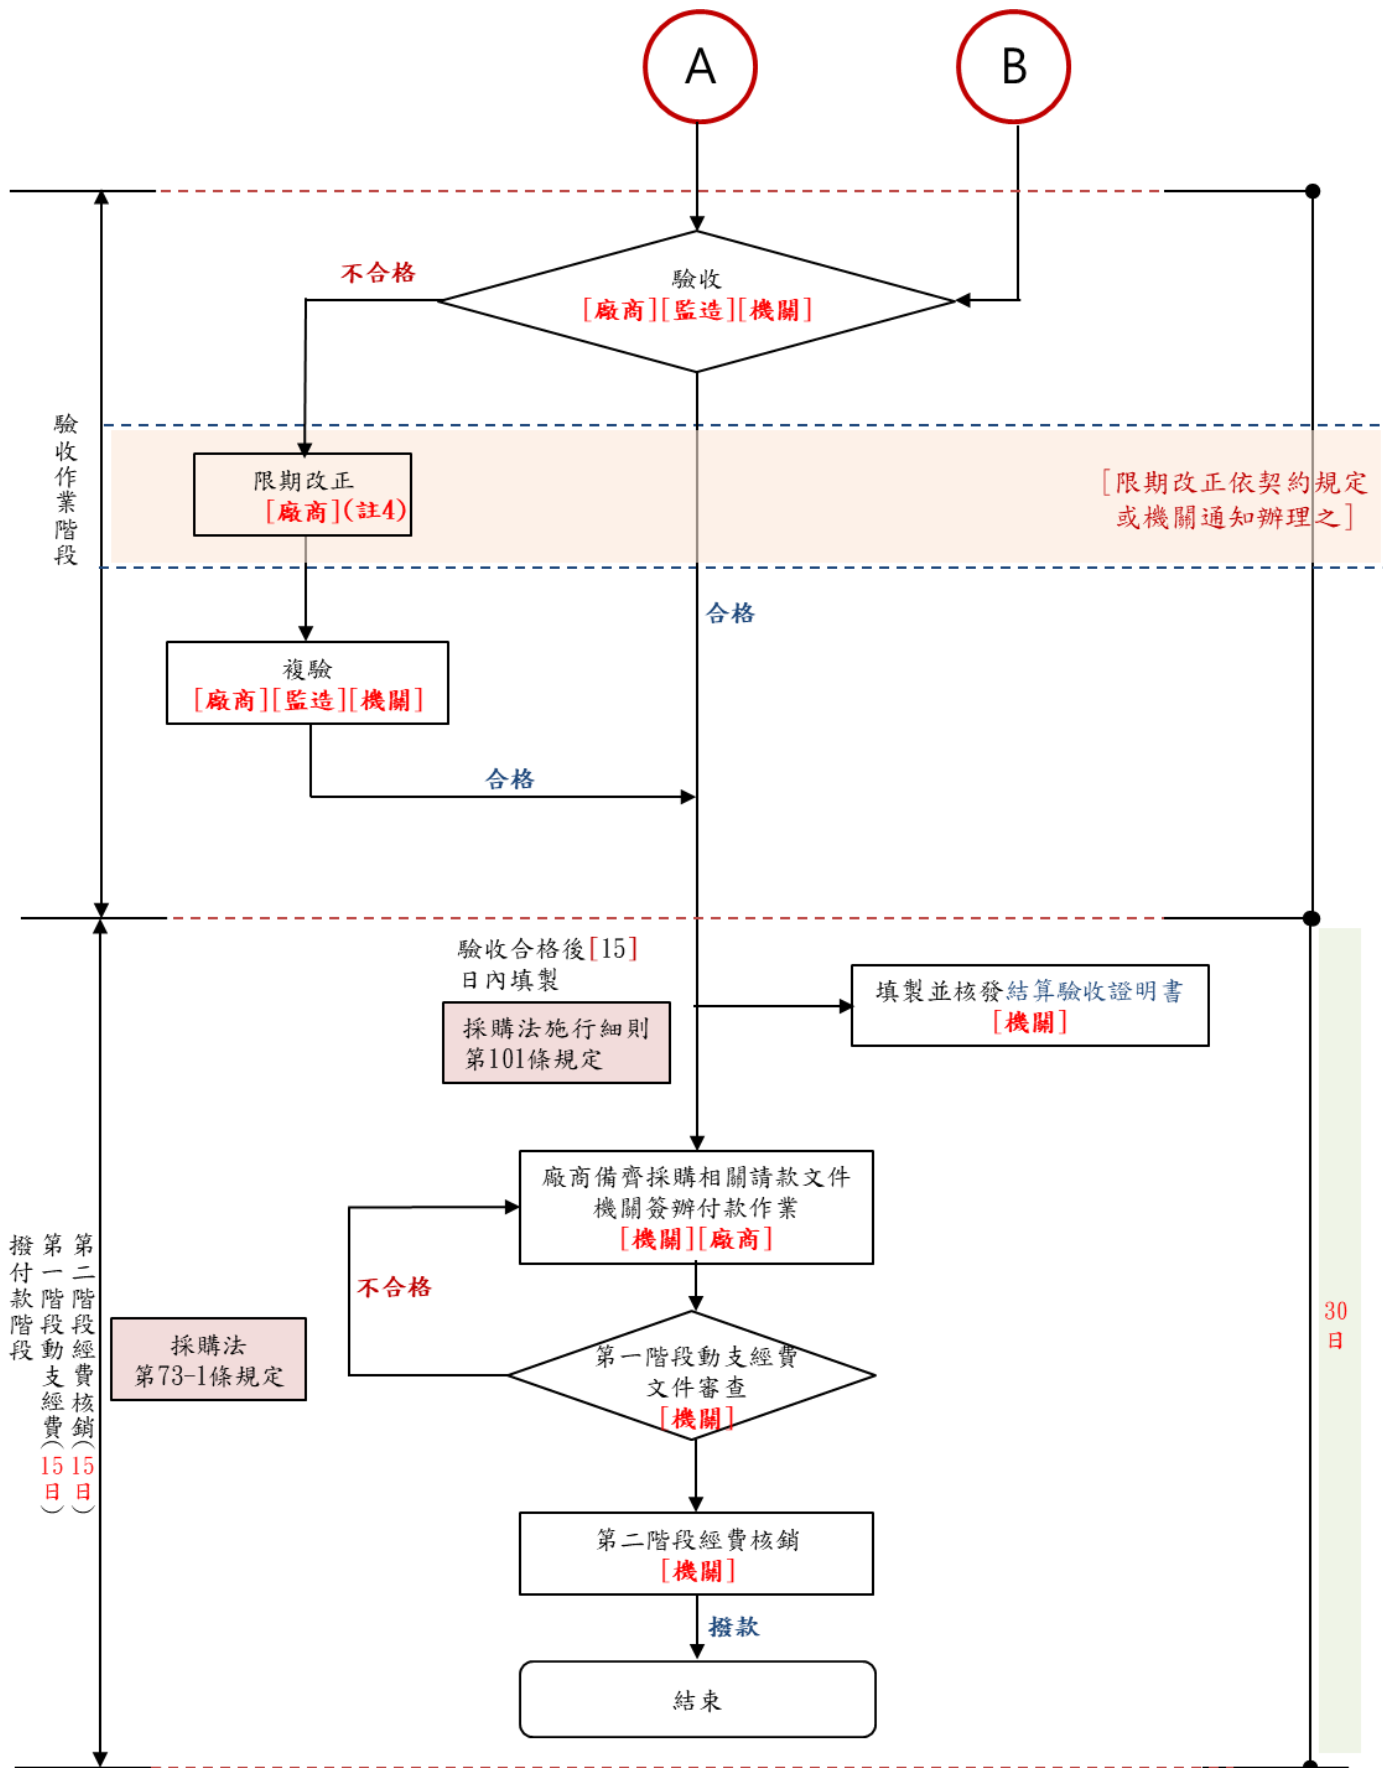 A
B
驗收
[廠商][監造][機關]
不合格
驗收作業階段
限期改正
[廠商](註4)
[限期改正依契約規定
或機關通知辦理之]
合格
複驗
[廠商][監造][機關]
合格
驗收合格後[15]
日內填製
採購法施行細則
第101條規定
填製並核發結算驗收證明書
[機關]
廠商備齊採購相關請款文件
機關簽辦付款作業
[機關][廠商]
不合格
撥付款階段
第一階段動支經費(15日)
第二階段經費核銷(15日)
採購法
第73-1條規定
第一階段動支經費
文件審查
[機關]
30
日
第二階段經費核銷
[機關]
撥款
結束